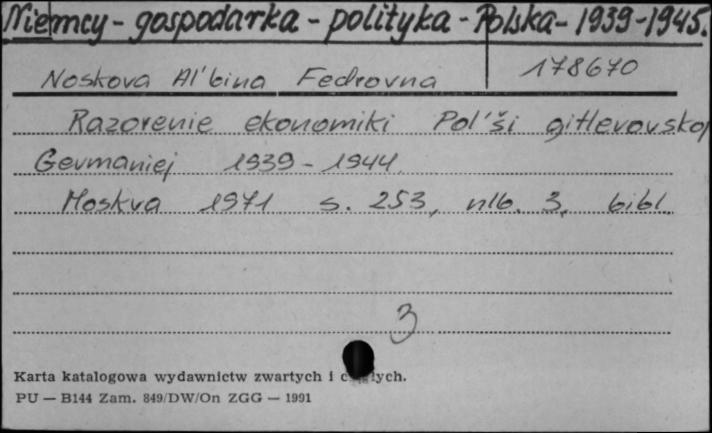 Niemcy - gospodarka - polityka - Polska - 1939-1945.
Noskova Al'bina Fedrovna 178670
Razorenie ekonomiki Pol'ši gitlerovskoj
Germaniej 1939 - 1944.
Moskva 1971 s. 253, nlb. 3, bibl.
3
Karta katalogowa wydawnictw zwartych i
PU — B144 Zam. 849/DW/On ZGG — 1991